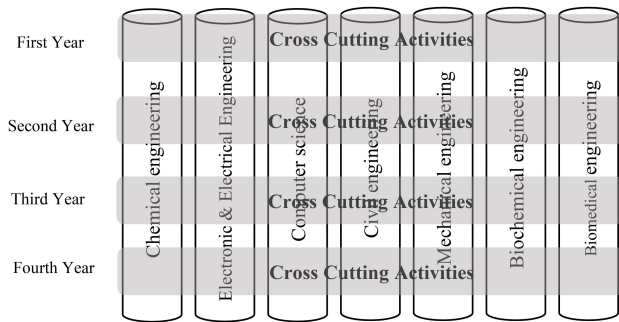 First Year
Cross Cutting Activities
Second Year
Cross Cutting Activities
Third Year
Cross Cutting Activities
Fourth Year
Cross Cutting Activities
Chemical engineering
Electronic & Electrical Engineering
Computer science
Civil engineering
Mechanical engineering
Biochemical engineering
Biomedical engineering